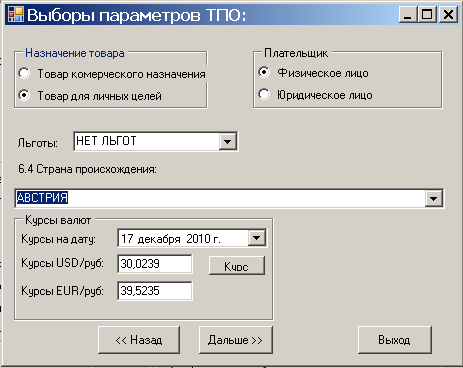 Выборы параметров ТПО:
Назначение товара
Товар комерческого назначения
Товар для личных целей
Плательщик
Физическое лицо
Юридическое лицо
Льготы: НЕТ ЛЬГОТ
6.4 Страна происхождения:
АВСТРИЯ
Курсы валют
Курсы на дату: 17 декабря 2010 г.
Курсы USD/руб: 30,0239 Курс
Курсы EUR/руб: 39,5235
<< Назад Дальше >> Выход